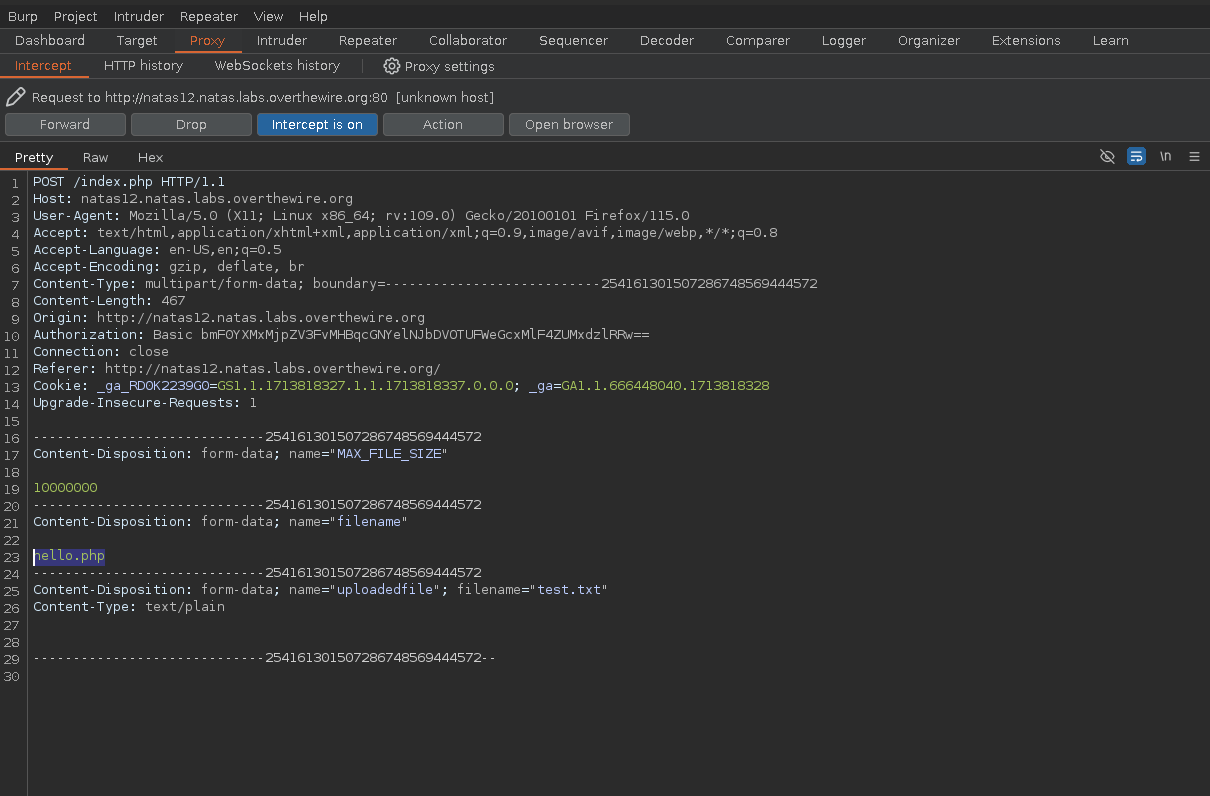 Burp Project Intruder Repeater View Help
Dashboard Target Proxy Intruder Repeater Collaborator Sequencer Decoder Comparer Logger Organizer Extensions Learn
Intercept HTTP history WebSockets history Proxy settings
Request to http://natas12.natas.labs.overthewire.org:80 [unknown host]
Forward Drop Intercept is on Action Open browser
Pretty Raw Hex \n
1 POST /index.php HTTP/1.1
2 Host: natas12.natas.labs.overthewire.org
3 User-Agent: Mozilla/5.0 (X11; Linux x86_64; rv:109.0) Gecko/20100101 Firefox/115.0
4 Accept: text/html,application/xhtml+xml,application/xml;q=0.9,image/avif,image/webp,*/*;q=0.8
5 Accept-Language: en-US,en;q=0.5
6 Accept-Encoding: gzip, deflate, br
7 Content-Type: multipart/form-data; boundary=---------------------------254161301507286748569444572
8 Content-Length: 467
9 Origin: http://natas12.natas.labs.overthewire.org
10 Authorization: Basic bmF0YXMxMjpZV3FvMHBqcGNYelNJbDVOTUFWeGcxMlF4ZUMxdzlRRw==
11 Connection: close
12 Referer: http://natas12.natas.labs.overthewire.org/
13 Cookie: _ga_RD0K2239G0=GS1.1.1713818327.1.1.1713818337.0.0.0; _ga=GA1.1.666448040.1713818328
14 Upgrade-Insecure-Requests: 1
15
16 -----------------------------254161301507286748569444572
17 Content-Disposition: form-data; name="MAX_FILE_SIZE"
18
19 10000000
20 -----------------------------254161301507286748569444572
21 Content-Disposition: form-data; name="filename"
22
23 hello.php
24 -----------------------------254161301507286748569444572
25 Content-Disposition: form-data; name="uploadedfile"; filename="test.txt"
26 Content-Type: text/plain
27
28
29 -----------------------------254161301507286748569444572--
30